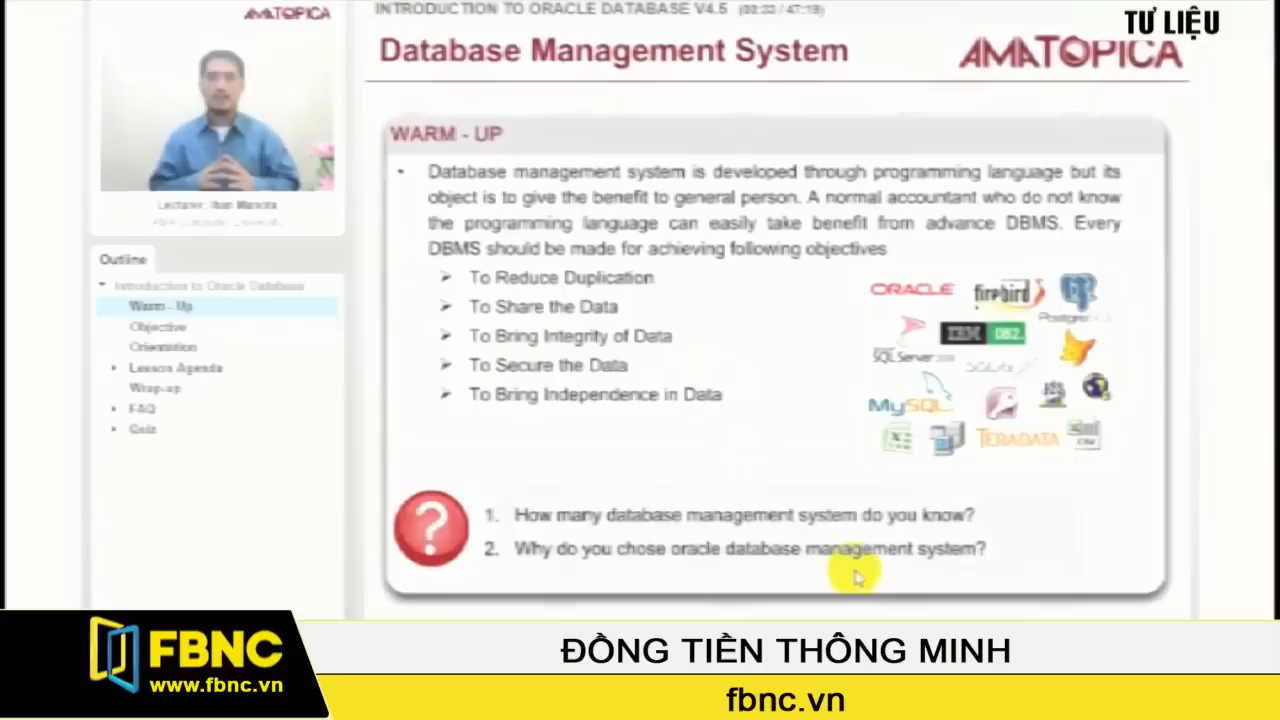 AMATOPICA
INTRODUCTION TO ORACLE DATABASE V4.5
TƯ LIỆU
Database Management System
AMATOPICA
WARM - UP
• Database management system is developed through programming language but its
object is to give the benefit to general person. A normal accountant who do not know
the programming language can easily take benefit from advance DBMS. Every
DBMS should be made for achieving following objectives
➢ To Reduce Duplication
➢ To Share the Data
➢ To Bring Integrity of Data
➢ To Secure the Data
➢ To Bring Independence in Data
Lecturer:
Outline
Introduction to Oracle Database
Warm - Up
Objective
Orientation
Lesson Agenda
Wrap-up
FAQ
Quiz
ORACLE
firebird
IBM DB2.
SQL Server
SQLite
MySQL
TERADATA
1. How many database management system do you know?
2. Why do you chose oracle database management system?
FBNC
www.fbnc.vn
ĐỒNG TIỀN THÔNG MINH
fbnc.vn